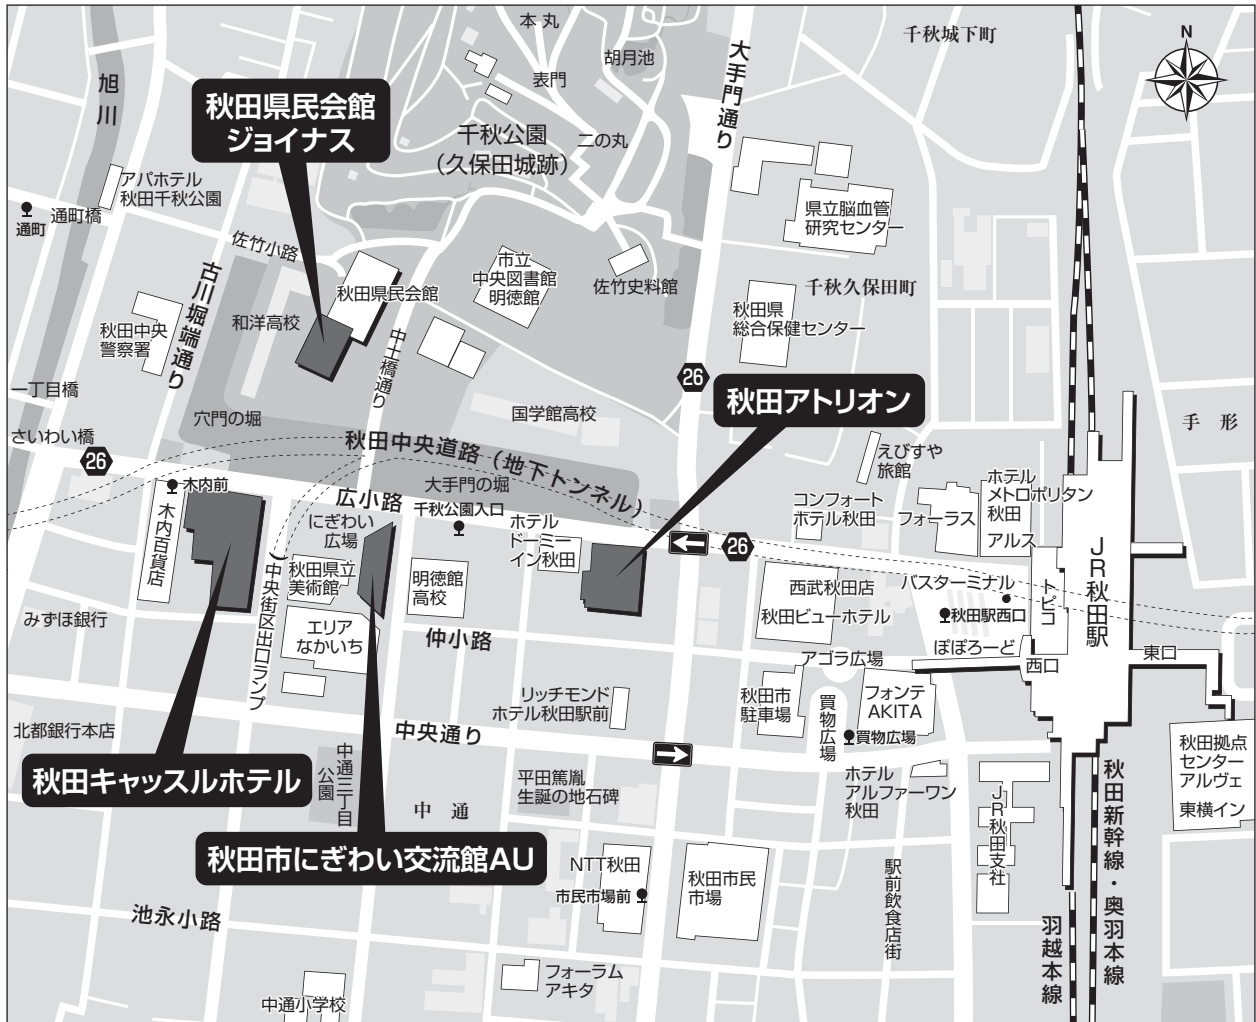 本丸
胡月池
表門
千秋城下町
N
大手門通り
旭川
秋田県民会館
ジョイナス
千秋公園
(久保田城跡)
二の丸
アパホテル
秋田千秋公園
通町
通町橋
県立脳血管
研究センター
佐竹小路
市立
中央図書館
明徳館
佐竹史料館
千秋久保田町
古川堀端通り
秋田県民会館
秋田県
総合保健センター
秋田中央
警察署
和洋高校
中土橋通り
26
秋田アトリオン
一丁目橋
穴門の堀
国学館高校
手形
さいわい橋
26
秋田中央道路(地下トンネル)
えびすや
旅館
木内前
広小路
大手門の堀
千秋公園入口
ホテル
メトロポリタン
秋田
コンフォート
ホテル秋田
フォーラス
アルス
木内百貨店
にぎわい
広場
ホテル
ドーミー
イン秋田
26
JR秋田駅
秋田県立
美術館
明徳館
高校
西武秋田店
秋田ビューホテル
バスターミナル
トピコ
秋田駅西口
中央街区出口ランプ
みずほ銀行
エリア
なかいち
仲小路
ぽぽろーど
西口
東口
アゴラ広場
リッチモンド
ホテル秋田駅前
秋田市
駐車場
買物広場
フォンテ
AKITA
買物広場
北都銀行本店
中央通り
秋田拠点
センター
アルヴェ
東横イン
秋田キャッスルホテル
中通三丁目
公園
中通
平田篤胤
生誕の地石碑
ホテル
アルファーワン
秋田
JR秋田支社
秋田新幹線・奥羽本線
秋田市にぎわい交流館AU
NTT秋田
市民市場前
秋田市民
市場
駅前飲食店街
池永小路
羽越本線
フォーラム
アキタ
中通小学校